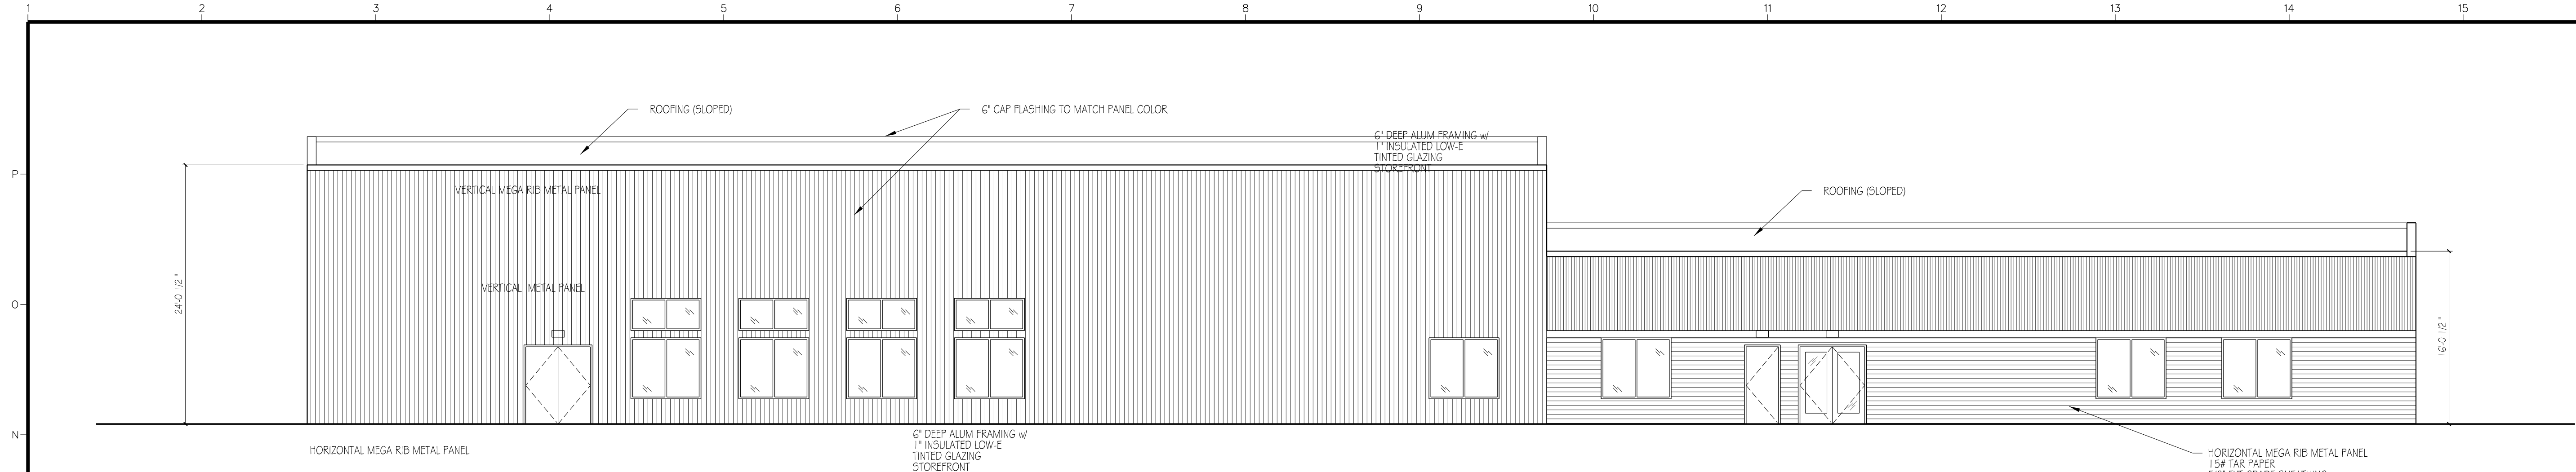 1 2 3 4 5 6 7 8 9 10 11 12 13 14 15
ROOFING (SLOPED)
6" CAP FLASHING TO MATCH PANEL COLOR
6" DEEP ALUM FRAMING w/
1" INSULATED LOW-E
TINTED GLAZING
STOREFRONT
P
VERTICAL MEGA RIB METAL PANEL
ROOFING (SLOPED)
24'-0 1/2"
VERTICAL METAL PANEL
O
16'-0 1/2"
N
HORIZONTAL MEGA RIB METAL PANEL
6" DEEP ALUM FRAMING w/
1" INSULATED LOW-E
TINTED GLAZING
STOREFRONT
HORIZONTAL MEGA RIB METAL PANEL
15# TAR PAPER